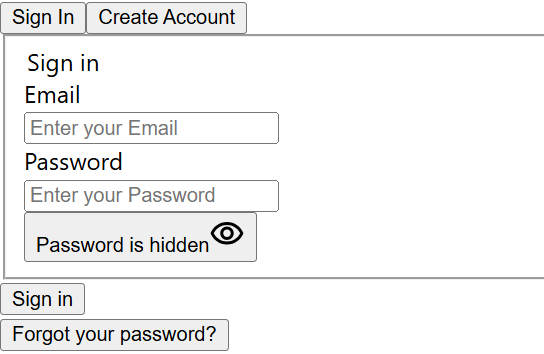 Sign In Create Account
Sign in
Email
Enter your Email
Password
Enter your Password
Password is hidden
Sign in
Forgot your password?